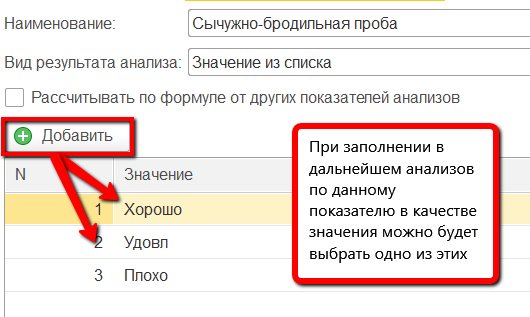 Наименование: Сычужно-бродильная проба
Вид результата анализа: Значение из списка
Рассчитывать по формуле от других показателей анализов
Добавить
N Значение
1 Хорошо
2 Удовл
3 Плохо
При заполнении в
дальнейшем анализов
по данному
показателю в качестве
значения можно будет
выбрать одно из этих